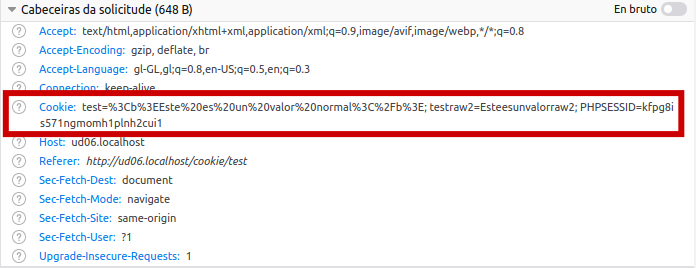 Cabeceiras da solicitude (648 B) En bruto
Accept: text/html,application/xhtml+xml,application/xml;q=0.9,image/avif,image/webp,*/*;q=0.8
Accept-Encoding: gzip, deflate, br
Accept-Language: gl-GL,gl;q=0.8,en-US;q=0.5,en;q=0.3
Connection: keep-alive
Cookie: test=%3Cb%3EEste%20es%20un%20valor%20normal%3C%2Fb%3E; testraw2=Esteesunvalorraw2; PHPSESSID=kfpg8i
s571ngmomh1plnh2cui1
Host: ud06.localhost
Referer: http://ud06.localhost/cookie/test
Sec-Fetch-Dest: document
Sec-Fetch-Mode: navigate
Sec-Fetch-Site: same-origin
Sec-Fetch-User: ?1
Upgrade-Insecure-Requests: 1